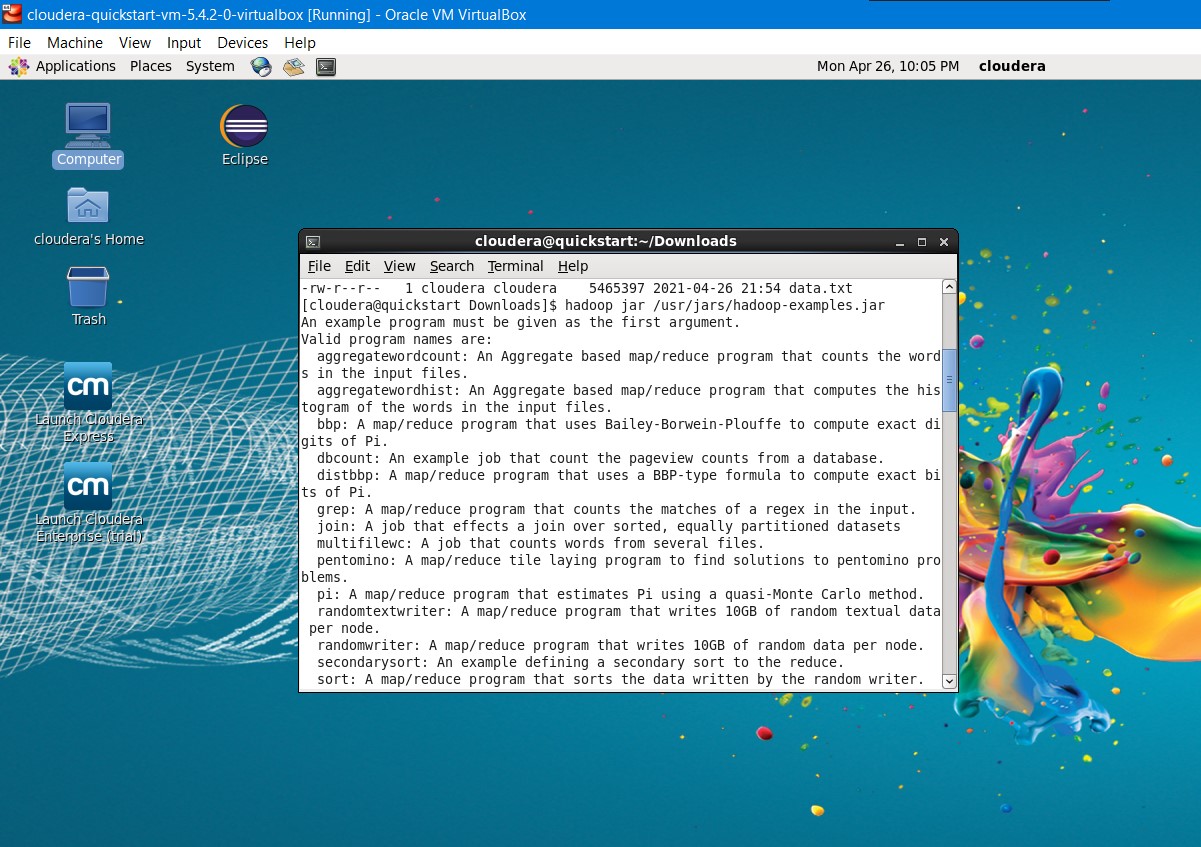 cloudera-quickstart-vm-5.4.2-0-virtualbox [Running] - Oracle VM VirtualBox
File Machine View Input Devices Help
Applications Places System Mon Apr 26, 10:05 PM cloudera
Computer
Eclipse
cloudera's Home
Trash
cm
Launch Cloudera
Express
cm
Launch Cloudera
Enterprise (trial)
cloudera@quickstart:~/Downloads
File Edit View Search Terminal Help
-rw-r--r-- 1 cloudera cloudera 5465397 2021-04-26 21:54 data.txt
[cloudera@quickstart Downloads]$ hadoop jar /usr/jars/hadoop-examples.jar
An example program must be given as the first argument.
Valid program names are:
aggregatewordcount: An Aggregate based map/reduce program that counts the word
s in the input files.
aggregatewordhist: An Aggregate based map/reduce program that computes the his
togram of the words in the input files.
bbp: A map/reduce program that uses Bailey-Borwein-Plouffe to compute exact di
gits of Pi.
dbcount: An example job that count the pageview counts from a database.
distbbp: A map/reduce program that uses a BBP-type formula to compute exact bi
ts of Pi.
grep: A map/reduce program that counts the matches of a regex in the input.
join: A job that effects a join over sorted, equally partitioned datasets
multifilewc: A job that counts words from several files.
pentomino: A map/reduce tile laying program to find solutions to pentomino pro
blems.
pi: A map/reduce program that estimates Pi using a quasi-Monte Carlo method.
randomtextwriter: A map/reduce program that writes 10GB of random textual data
per node.
randomwriter: A map/reduce program that writes 10GB of random data per node.
secondarysort: An example defining a secondary sort to the reduce.
sort: A map/reduce program that sorts the data written by the random writer.